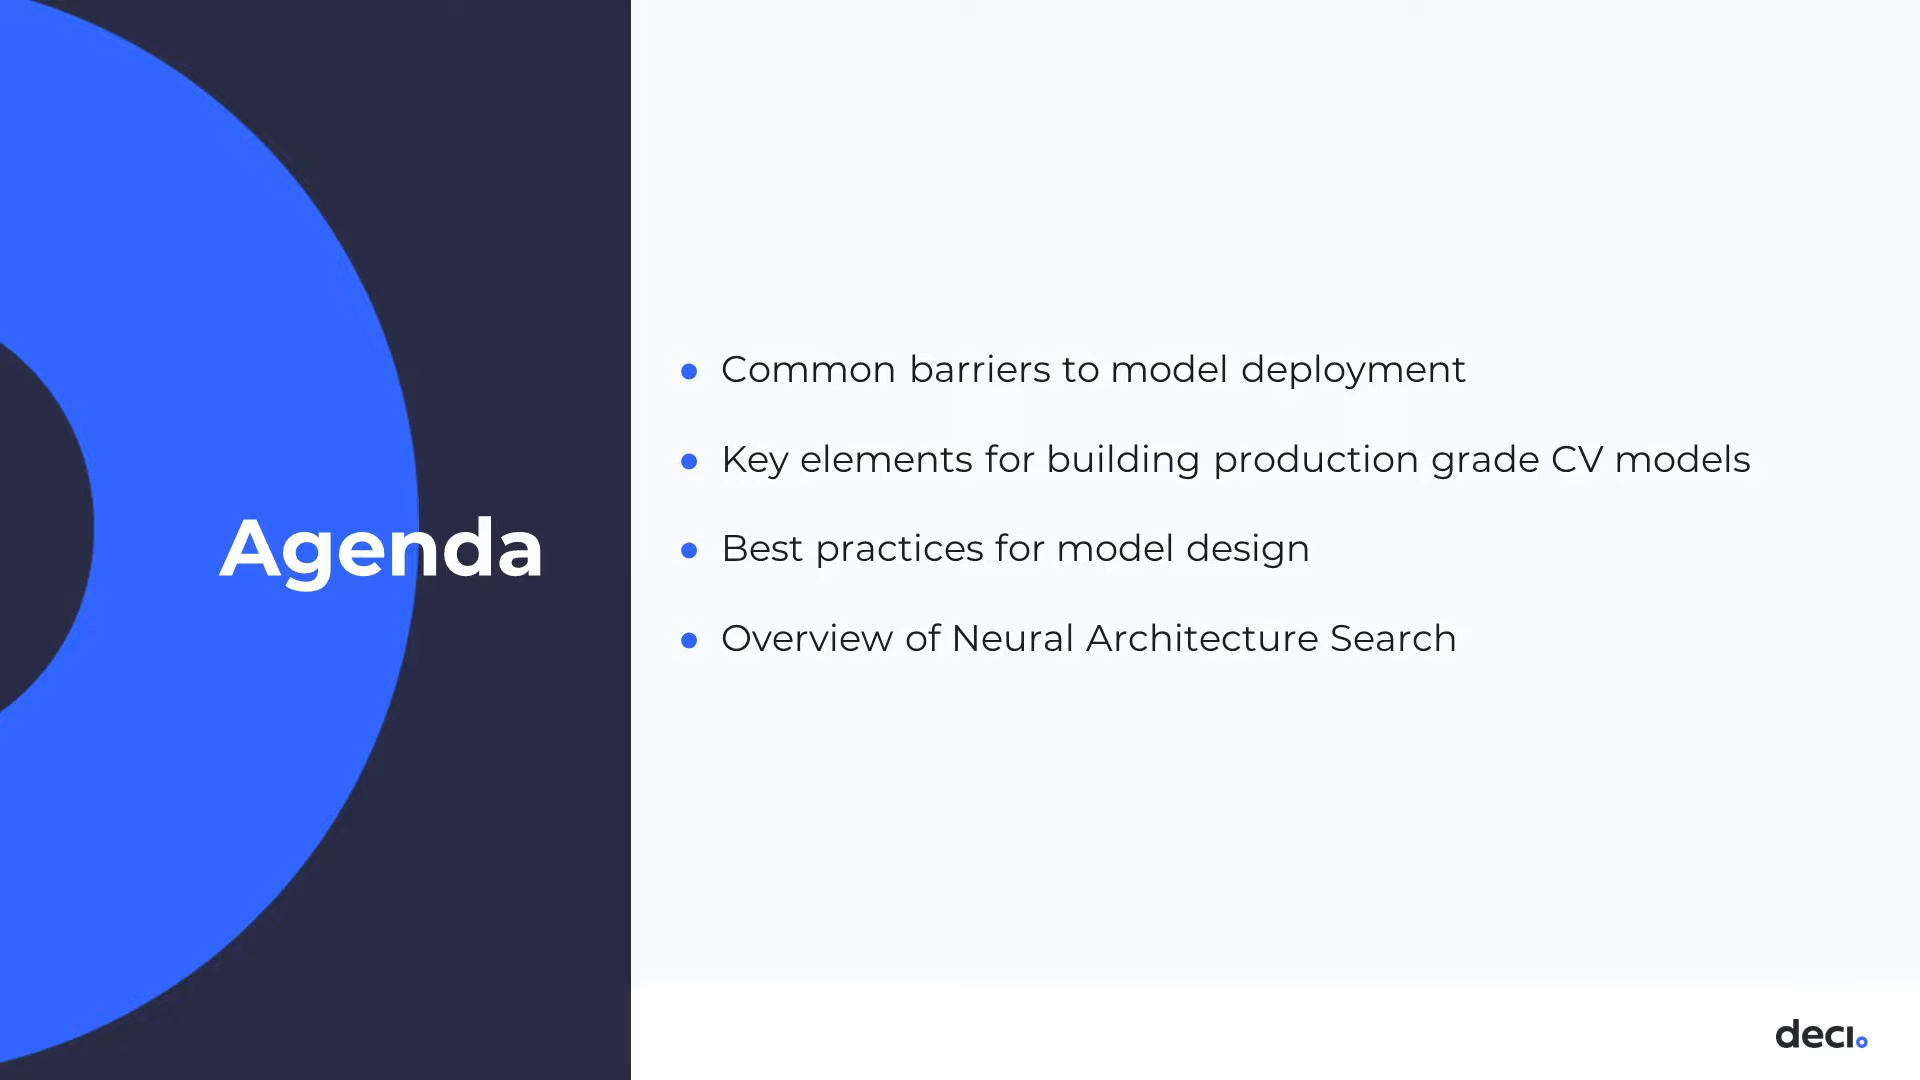 Agenda
Common barriers to model deployment
Key elements for building production grade CV models
Best practices for model design
Overview of Neural Architecture Search
deci.